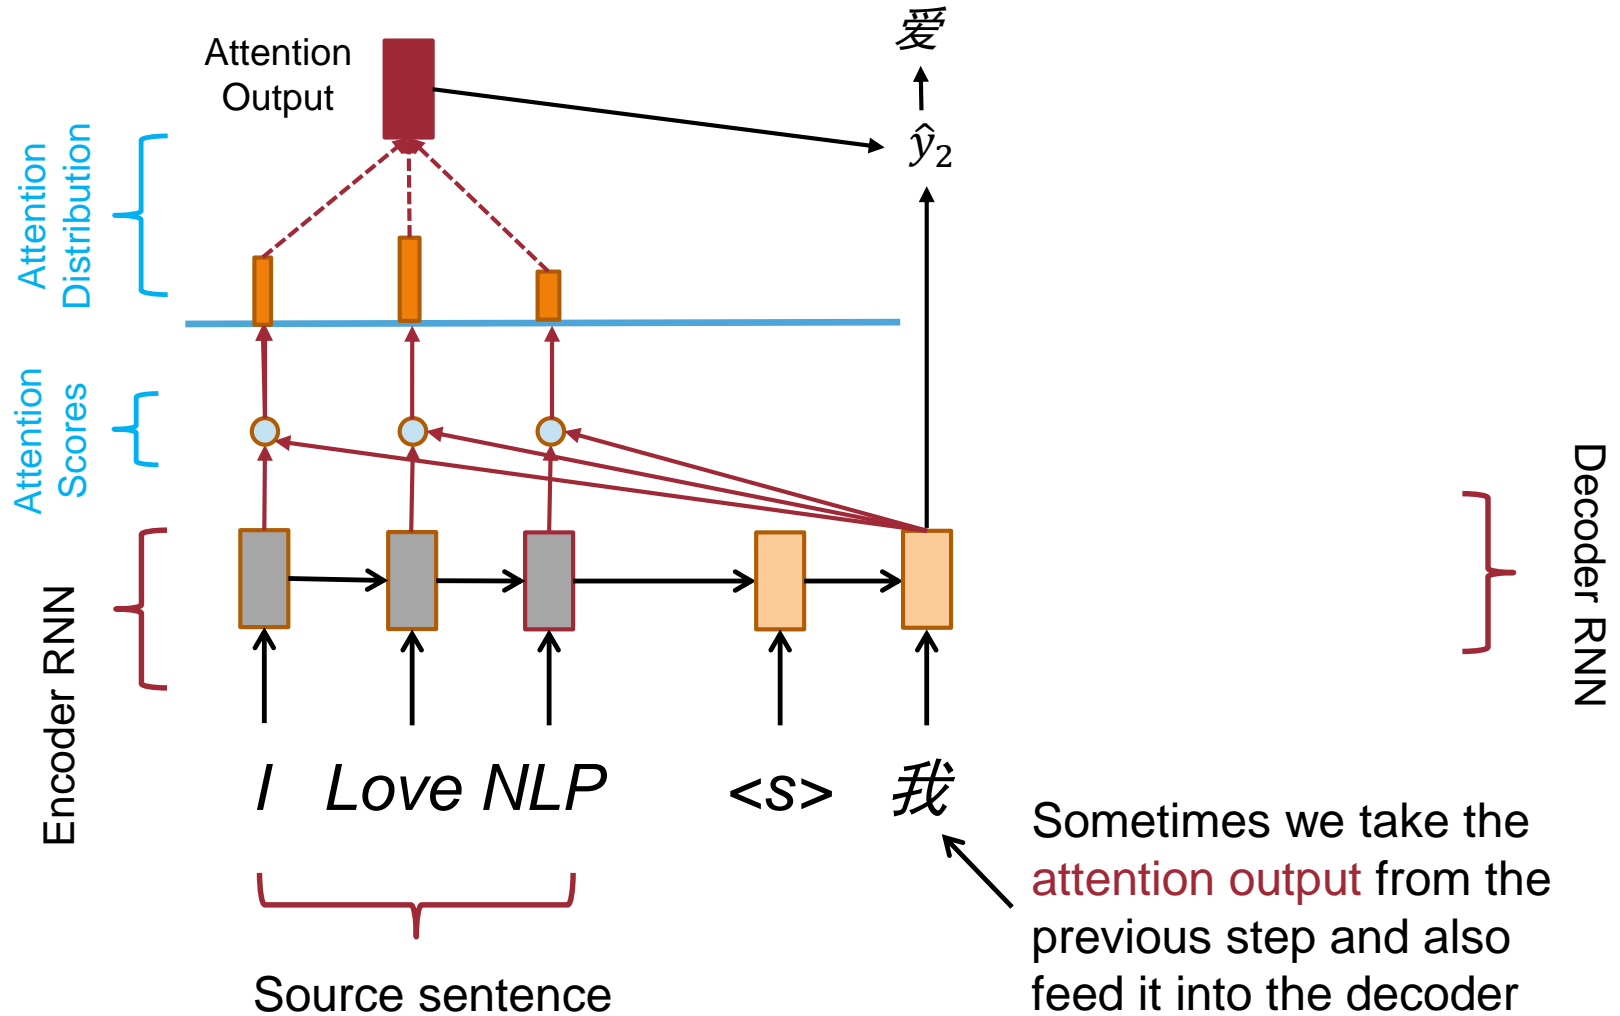 Attention
Output
爱
ŷ₂
Attention
Distribution
Attention
Scores
Encoder RNN
Decoder RNN
I Love NLP <s> 我
Source sentence
Sometimes we take the
attention output from the
previous step and also
feed it into the decoder